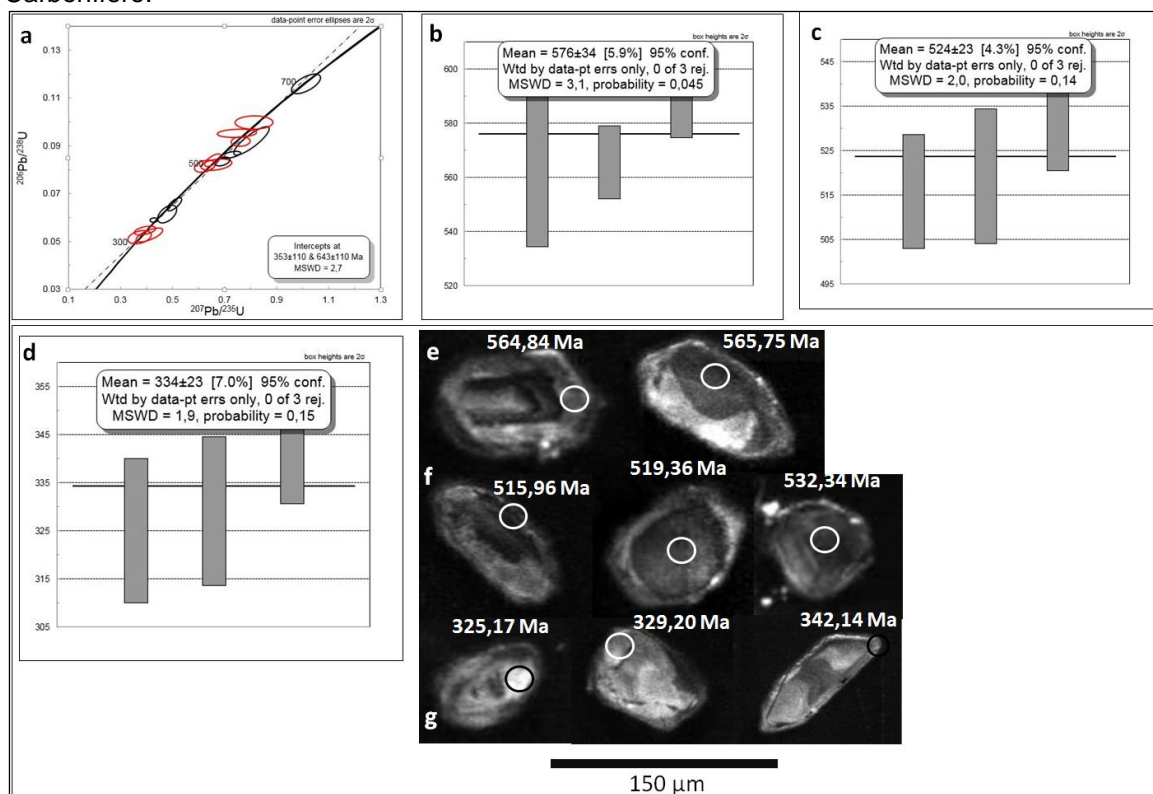 Carbonífero.
a
data-point error ellipses are 2σ
206Pb/238U
0.13
0.11
0.09
0.07
0.05
0.03
700
500
300
Intercepts at
353±110 & 643±110 Ma
MSWD = 2,7
0.1 0.3 0.5 0.7 0.9 1.1 1.3
207Pb/235U
b
box heights are 2σ
Mean = 576±34 [5.9%] 95% conf.
Wtd by data-pt errs only, 0 of 3 rej.
MSWD = 3,1, probability = 0,045
600
580
560
540
520
c
box heights are 2σ
Mean = 524±23 [4.3%] 95% conf.
Wtd by data-pt errs only, 0 of 3 rej.
MSWD = 2,0, probability = 0,14
545
535
525
515
505
495
d
box heights are 2σ
Mean = 334±23 [7.0%] 95% conf.
Wtd by data-pt errs only, 0 of 3 rej.
MSWD = 1,9, probability = 0,15
355
345
335
325
315
305
e
564,84 Ma 565,75 Ma
f
515,96 Ma 519,36 Ma 532,34 Ma
325,17 Ma 329,20 Ma 342,14 Ma
g
150 μm